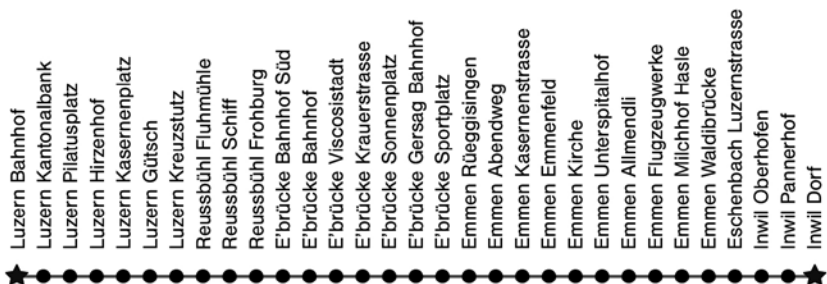 Luzern Bahnhof
Luzern Kantonalbank
Luzern Pilatusplatz
Luzern Hirzenhof
Luzern Kasernenplatz
Luzern Gütsch
Luzern Kreuzstutz
Reussbühl Fluhmühle
Reussbühl Schiff
Reussbühl Frohburg
E'brücke Bahnhof Süd
E'brücke Bahnhof
E'brücke Viscosistadt
E'brücke Krauerstrasse
E'brücke Sonnenplatz
E'brücke Gersag Bahnhof
E'brücke Sportplatz
Emmen Rüeggisingen
Emmen Abendweg
Emmen Kasernenstrasse
Emmen Emmenfeld
Emmen Kirche
Emmen Unterspitalhof
Emmen Allmendli
Emmen Flugzeugwerke
Emmen Milchhof Hasle
Emmen Waldibrücke
Eschenbach Luzernstrasse
Inwil Oberhofen
Inwil Pannerhof
Inwil Dorf